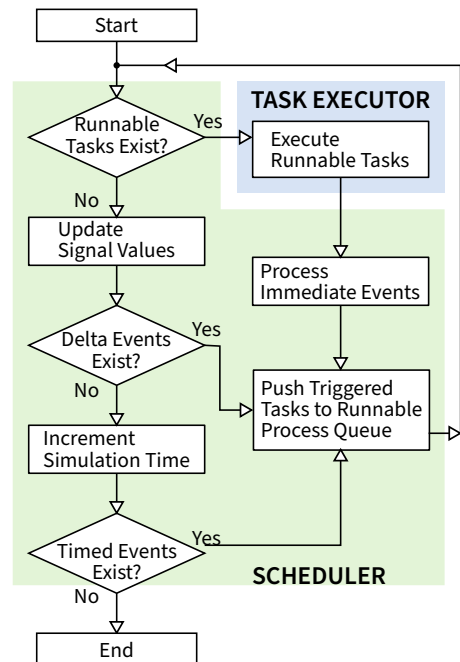 Start
TASK EXECUTOR
Runnable
Tasks Exist?
Yes
Execute
Runnable Tasks
No
Update
Signal Values
Process
Immediate Events
Delta Events
Exist?
Yes
No
Push Triggered
Tasks to Runnable
Process Queue
Increment
Simulation Time
Timed Events
Exist?
Yes
No
SCHEDULER
End